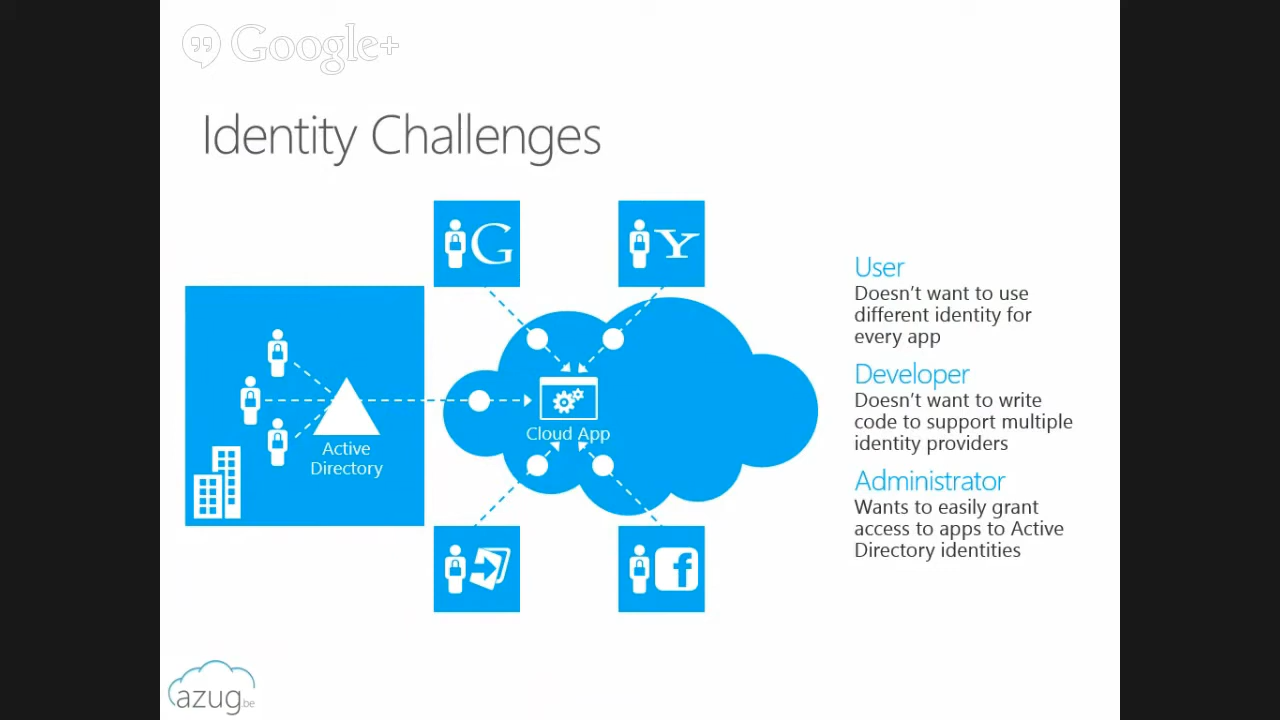 Google+
Identity Challenges
G
Y
User
Doesn't want to use
different identity for
every app
Developer
Doesn't want to write
code to support multiple
identity providers
Administrator
Wants to easily grant
access to apps to Active
Directory identities
Active
Directory
Cloud App
f
azug.be